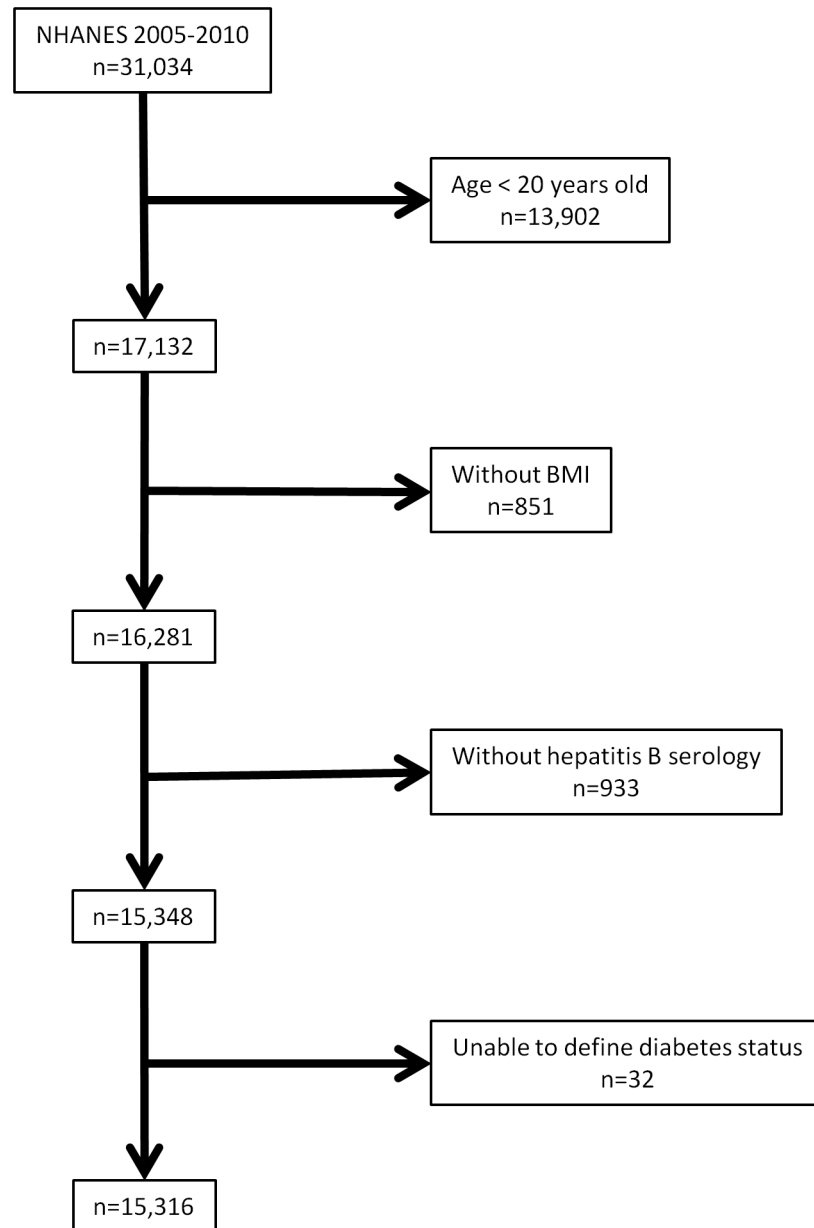 NHANES 2005-2010
n=31,034
Age < 20 years old
n=13,902
n=17,132
Without BMI
n=851
n=16,281
Without hepatitis B serology
n=933
n=15,348
Unable to define diabetes status
n=32
n=15,316